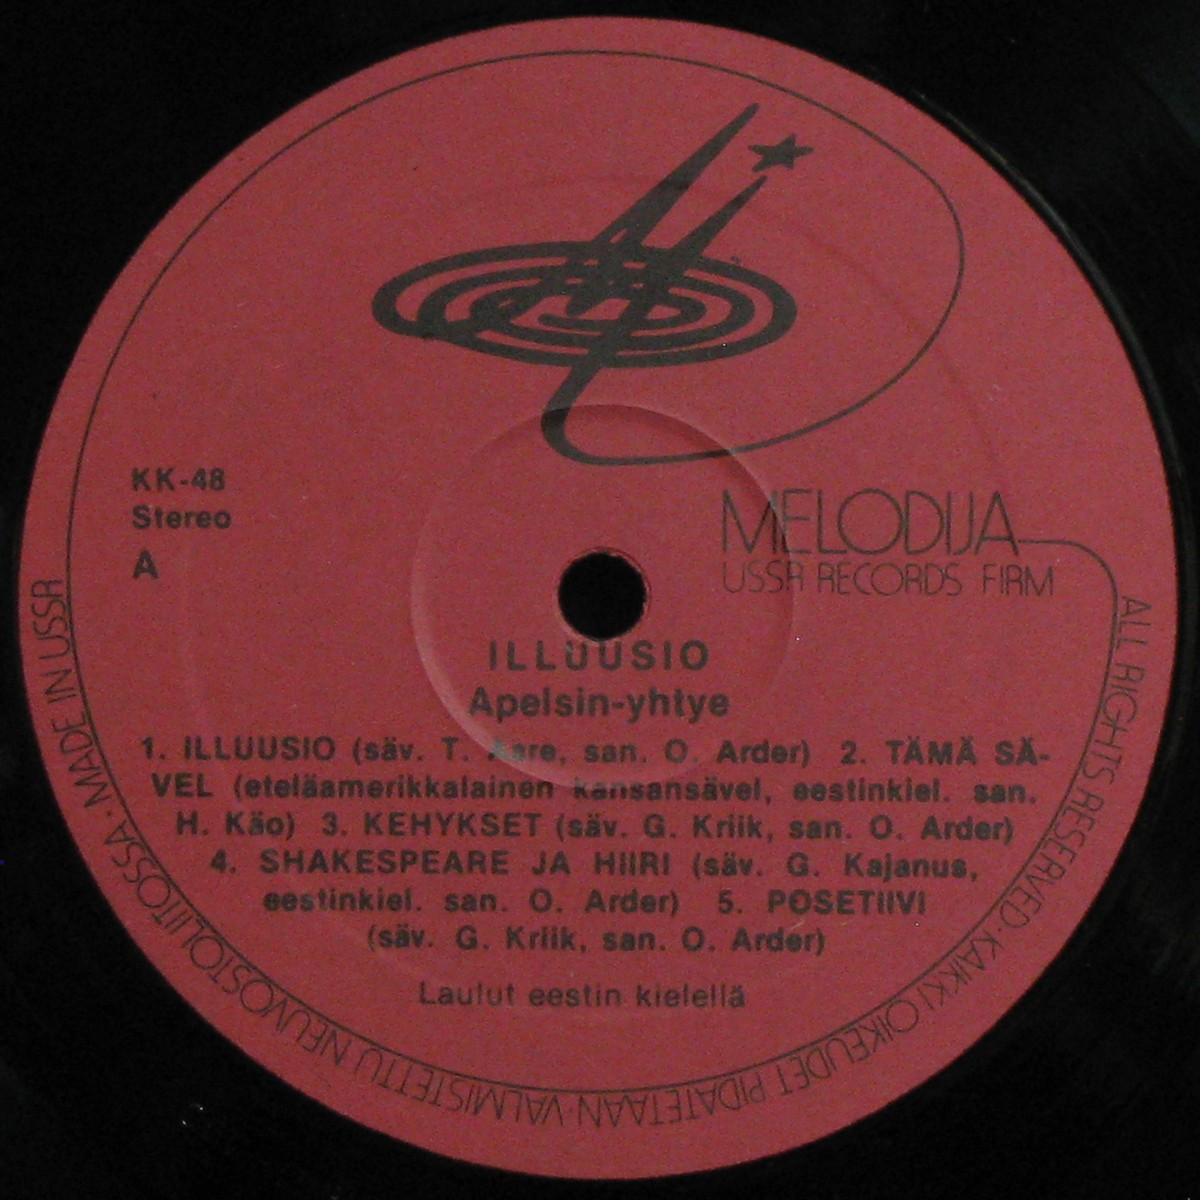 KK-48
Stereo
A
MELODIJA
USSR RECORDS FIRM
ILLUUSIO
Apelsin-yhtye
1. ILLUUSIO (säv. T. Aare, san. O. Arder) 2. TÄMÄ SÄ-
VEL (eteläamerikkalainen kansansävel, eestinkiel. san.
H. Käo) 3. KEHYKSET (säv. G. Kriik, san. O. Arder)
4. SHAKESPEARE JA HIIRI (säv. G. Kajanus,
eestinkiel. san. O. Arder) 5. POSETIIVI
(säv. G. Kriik, san. O. Arder)
Laulut eestin kielellä
ALL RIGHTS RESERVED · KAIKKI OIKEUDET PIDÄTETÄÄN · VALMISTETTU NEUVOSTOLIITOSSA · MADE IN USSR